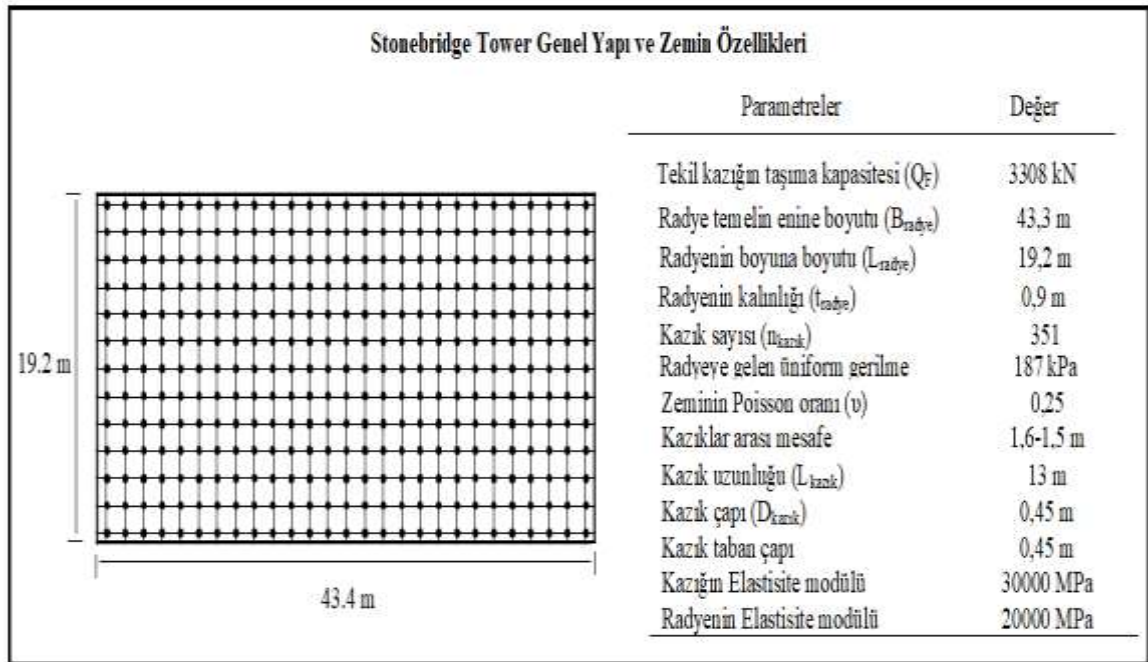 Stonebridge Tower Genel Yapı ve Zemin Özellikleri
Parametreler Değer
Tekil kazığın taşıma kapasitesi (QF) 3308 kN
Radye temelin enine boyutu (Bradye) 43,3 m
Radyenin boyuna boyutu (Lradye) 19,2 m
Radyenin kalınlığı (tradye) 0,9 m
Kazık sayısı (nkazık) 351
Radyeye gelen üniform gerilme 187 kPa
Zeminin Poisson oranı (υ) 0,25
Kazıklar arası mesafe 1,6-1,5 m
Kazık uzunluğu (Lkazık) 13 m
Kazık çapı (Dkazık) 0,45 m
Kazık taban çapı 0,45 m
Kazığın Elastisite modülü 30000 MPa
Radyenin Elastisite modülü 20000 MPa
19.2 m
43.4 m